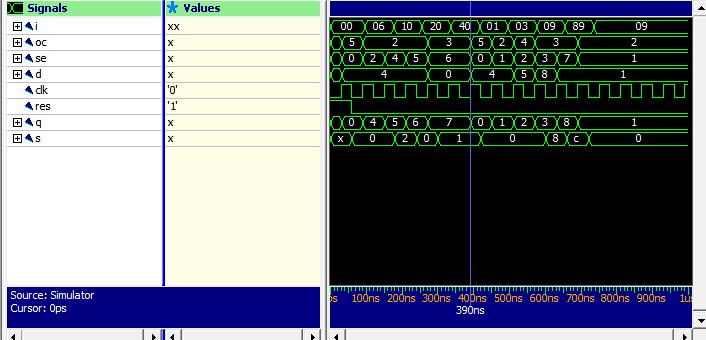 Signals Values
i xx 00 06 10 20 40 01 03 09 89 09
oc x 5 2 3 5 2 4 3 2
se x 0 2 4 5 6 0 1 2 3 7 1
d x 4 0 4 5 8 1
clk '0'
res '1'
q x 0 4 5 6 7 0 1 2 3 8 1
s x x 0 2 0 1 0 8 c 0
Source: Simulator
Cursor: 0ps
ps 100ns 200ns 300ns 400ns 500ns 600ns 700ns 800ns 900ns 1us
390ns